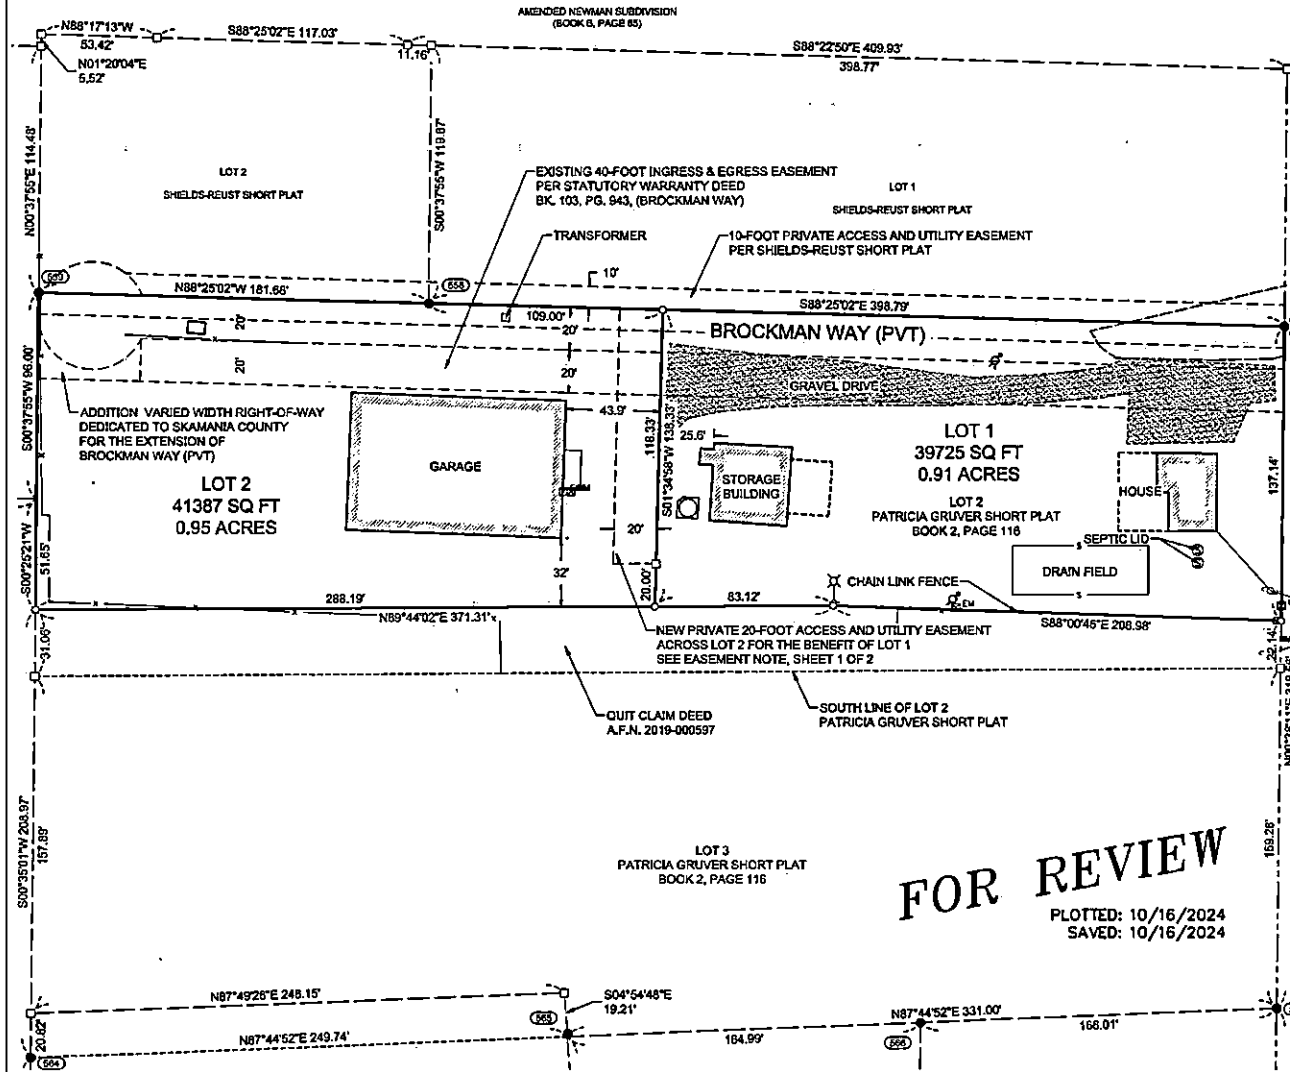 AMENDED NEWMAN SUBDIVISION
(BOOK B, PAGE 65)
N88°17'13"W
53.42'
S88°25'02"E 117.03'
11.16'
S88°22'50"E 409.93'
398.77'
N01°20'04"E
5.52'
N00°37'55"E 114.48'
S00°37'55"W 119.87'
LOT 2
SHIELDS-REUST SHORT PLAT
EXISTING 40-FOOT INGRESS & EGRESS EASEMENT
PER STATUTORY WARRANTY DEED
BK. 103, PG. 943, (BROCKMAN WAY)
LOT 1
SHIELDS-REUST SHORT PLAT
TRANSFORMER
10-FOOT PRIVATE ACCESS AND UTILITY EASEMENT
PER SHIELDS-REUST SHORT PLAT
N88°25'02"W 181.66'
658
10'
109.00'
S88°25'02"E 398.79'
20'
20'
20'
20'
BROCKMAN WAY (PVT)
GRAVEL DRIVE
S00°37'55"W 96.00'
ADDITION VARIED WIDTH RIGHT-OF-WAY
DEDICATED TO SKAMANIA COUNTY
FOR THE EXTENSION OF
BROCKMAN WAY (PVT)
43.9'
118.33'
S01°34'58"W 138.33'
25.6'
GARAGE
LOT 2
41387 SQ FT
0.95 ACRES
STORAGE
BUILDING
LOT 1
39725 SQ FT
0.91 ACRES
LOT 2
PATRICIA GRUVER SHORT PLAT
BOOK 2, PAGE 116
HOUSE
137.14'
S00°25'21"W
51.65'
20'
32'
20.00'
SEPTIC LID
S
DRAIN FIELD
S
CHAIN LINK FENCE
288.19'
N89°44'02"E 371.31'
83.12'
EM
S88°00'45"E 208.98'
31.06'
22.14'
NEW PRIVATE 20-FOOT ACCESS AND UTILITY EASEMENT
ACROSS LOT 2 FOR THE BENEFIT OF LOT 1
SEE EASEMENT NOTE, SHEET 1 OF 2
QUIT CLAIM DEED
A.F.N. 2019-000597
SOUTH LINE OF LOT 2
PATRICIA GRUVER SHORT PLAT
S00°35'01"W 208.97'
157.89'
159.26'
LOT 3
PATRICIA GRUVER SHORT PLAT
BOOK 2, PAGE 116
FOR REVIEW
PLOTTED: 10/16/2024
SAVED: 10/16/2024
N87°49'26"E 248.15'
S04°54'48"E
19.21'
20.82'
564
N87°44'52"E 249.74'
565
164.99'
N87°44'52"E 331.00'
566
166.01'